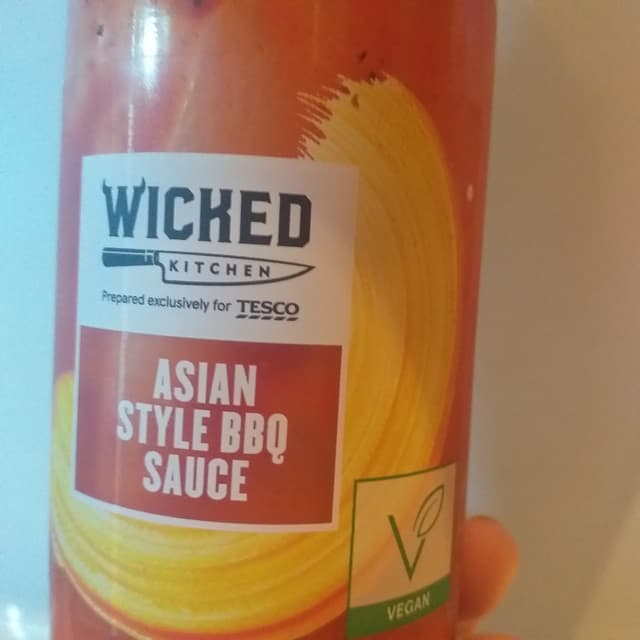 WICKED
KITCHEN
Prepared exclusively for TESCO
ASIAN
STYLE BBQ
SAUCE
V
VEGAN